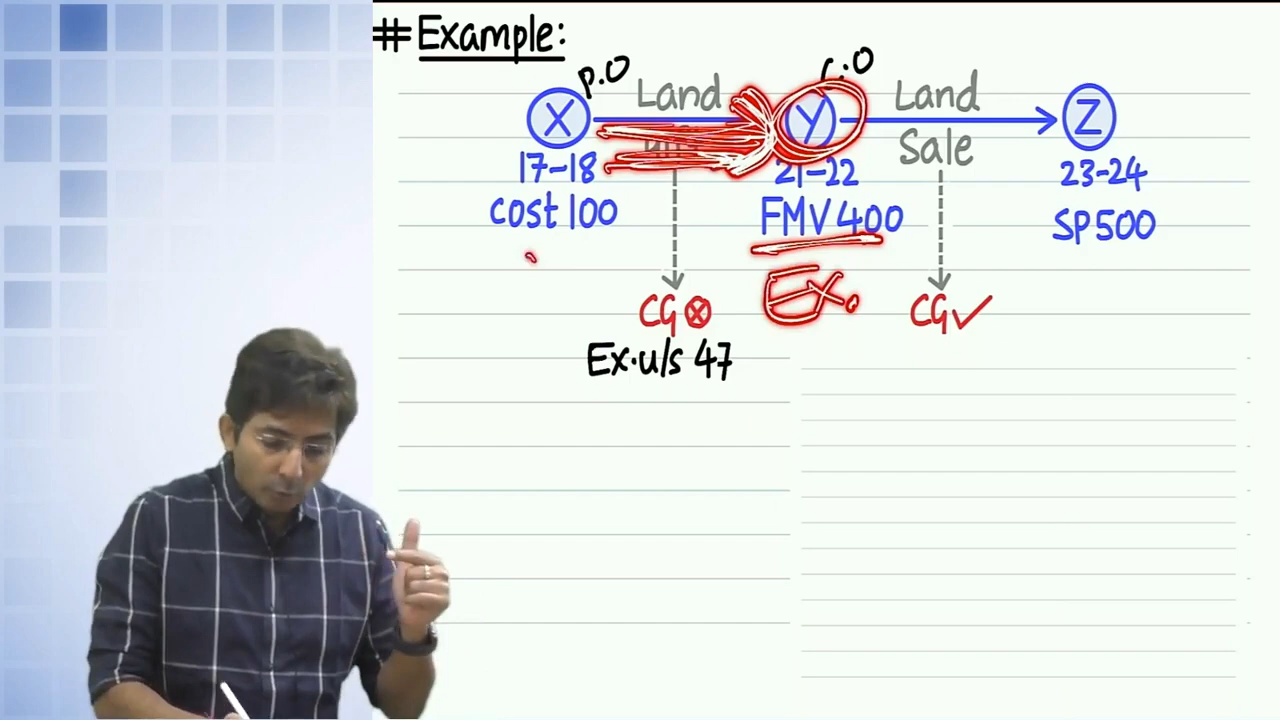 # Example:
P.O
C.O
X Land Y Land Z
Sale
17-18 21-22 23-24
Cost 100 FMV 400 SP 500
Ex.
CG ⊗ CG ✓
Ex. u/s 47